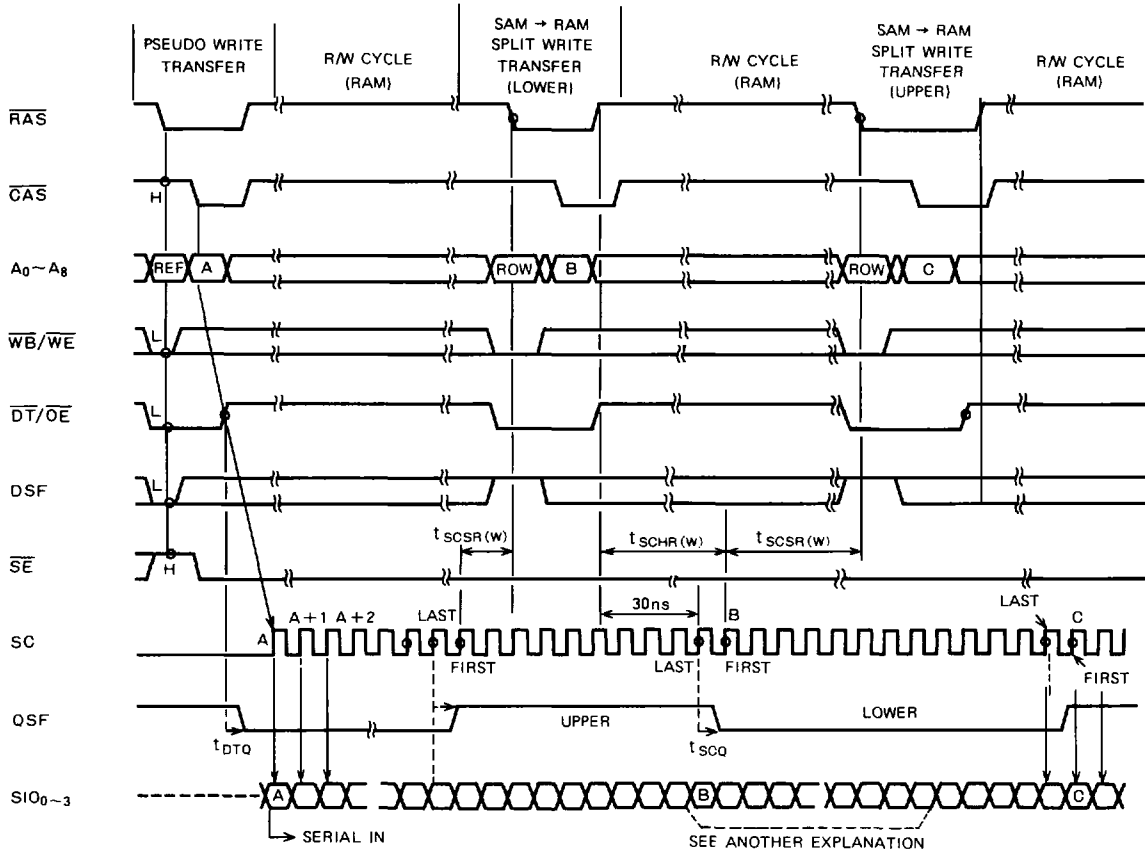 PSEUDO WRITE
TRANSFER
R/W CYCLE
(RAM)
SAM → RAM
SPLIT WRITE
TRANSFER
(LOWER)
R/W CYCLE
(RAM)
SAM → RAM
SPLIT WRITE
TRANSFER
(UPPER)
R/W CYCLE
(RAM)
RAS
CAS
H
A0~A8
REF
A
ROW
B
ROW
C
WB/WE
L
DT/OE
L
DSF
L
tSCSR(W)
tSCHR(W)
tSCSR(W)
SE
H
30ns
SC
A
A+1
A+2
LAST
FIRST
LAST
B
FIRST
LAST
C
FIRST
QSF
tDTQ
UPPER
tSCQ
LOWER
SIO0~3
A
B
C
SERIAL IN
SEE ANOTHER EXPLANATION